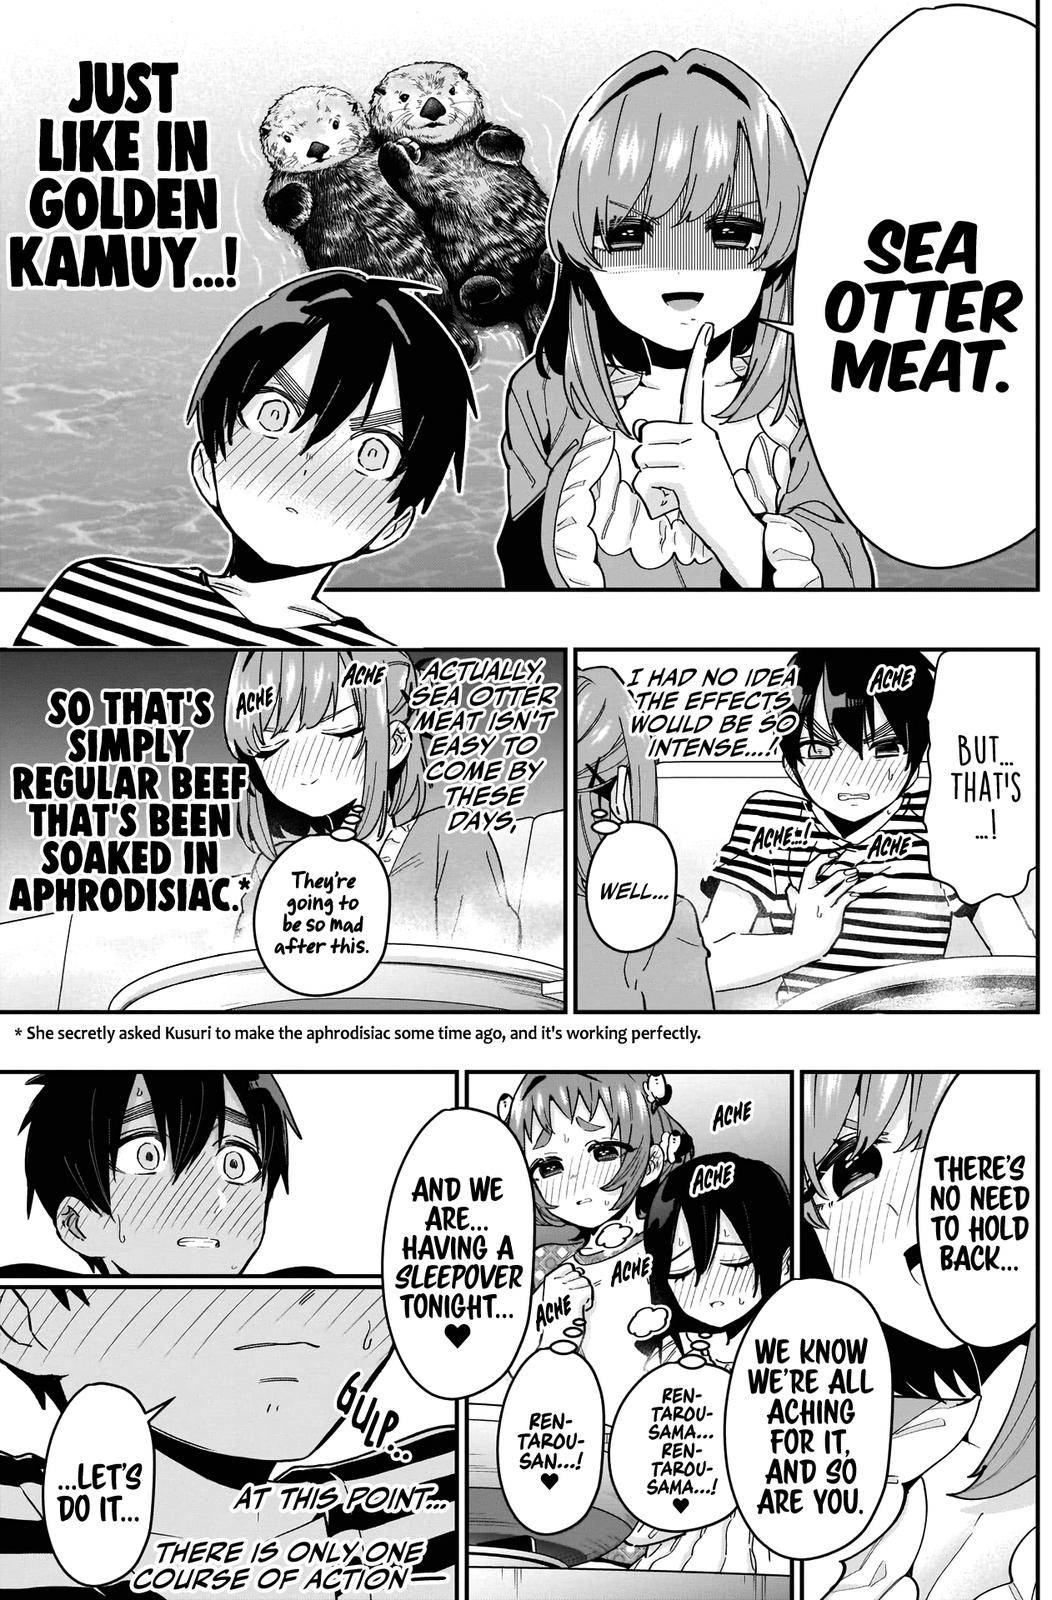 SEA
OTTER
MEAT.
JUST
LIKE IN
GOLDEN
KAMUY...!
BUT...
THAT'S
...!
ACHE
I HAD NO IDEA
THE EFFECTS
WOULD BE SO
INTENSE...!
ACHE...!
ACHE
WELL...
ACTUALLY,
SEA OTTER
MEAT ISN'T
EASY TO
COME BY
THESE
DAYS,
ACHE
ACHE
SO THAT'S
SIMPLY
REGULAR BEEF
THAT'S BEEN
SOAKED IN
APHRODISIAC.*
They're
going to
be so mad
after this.
* She secretly asked Kusuri to make the aphrodisiac some time ago, and it's working perfectly.
THERE'S
NO NEED
TO HOLD
BACK...
WE KNOW
WE'RE ALL
ACHING
FOR IT,
AND SO
ARE YOU.
ACHE
ACHE
ACHE
ACHE
REN-
TAROU-
SAMA...
REN-
TAROU-
SAMA...!
♥
REN-
TAROU-
SAN...!
♥
AND WE
ARE...
HAVING A
SLEEPOVER
TONIGHT...
♥
GULP...
AT THIS POINT...
THERE IS ONLY ONE
COURSE OF ACTION—
...LET'S
DO IT...